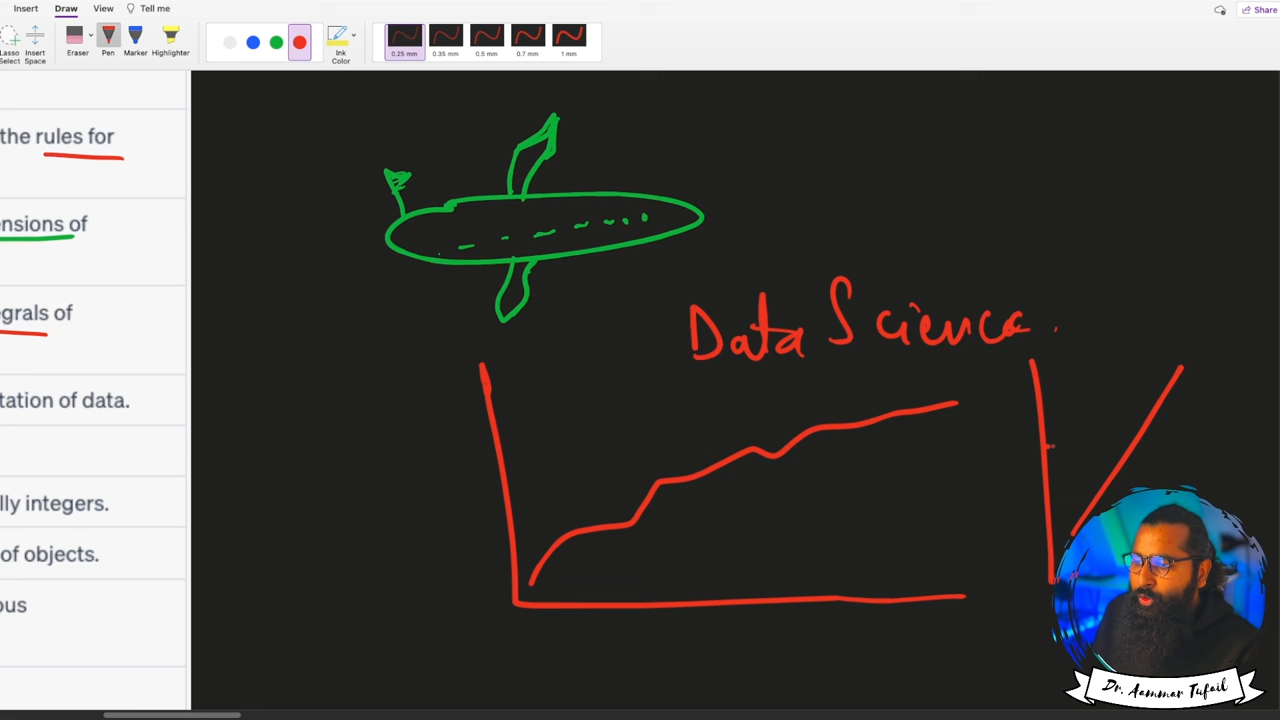 Insert Draw View Tell me Share
Lasso Select Insert Space Eraser Pen Marker Highlighter Ink Color 0.25 mm 0.35 mm 0.5 mm 0.7 mm 1 mm
the rules for
ensions of
egrals of
tation of data.
lly integers.
of objects.
ous
Data Science.
Dr. Aammar Tufail